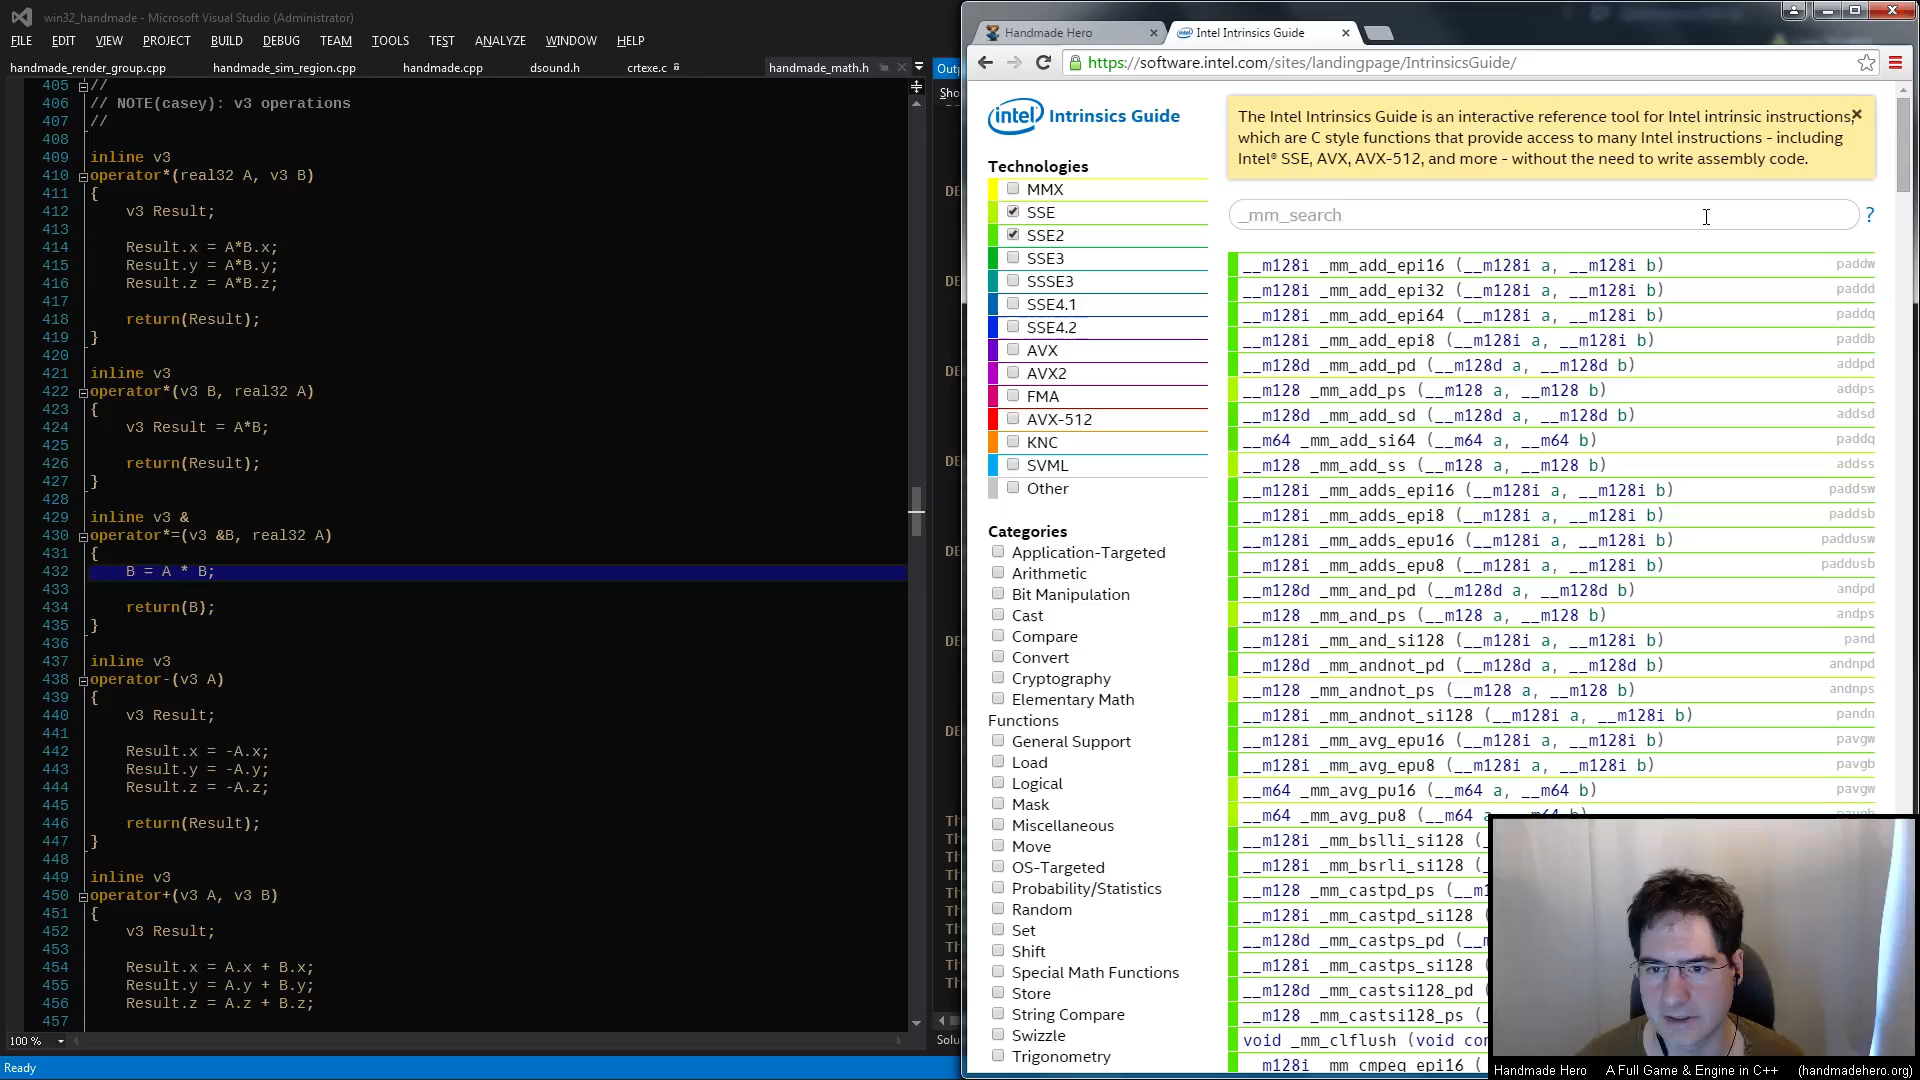 win32_handmade - Microsoft Visual Studio (Administrator)
FILE EDIT VIEW PROJECT BUILD DEBUG TEAM TOOLS TEST ANALYZE WINDOW HELP
handmade_render_group.cpp handmade_sim_region.cpp handmade.cpp dsound.h crtexe.c handmade_math.h
405 //
406 // NOTE(casey): v3 operations
407 //
408
409 inline v3
410 operator*(real32 A, v3 B)
411 {
412 v3 Result;
413
414 Result.x = A*B.x;
415 Result.y = A*B.y;
416 Result.z = A*B.z;
417
418 return(Result);
419 }
420
421 inline v3
422 operator*(v3 B, real32 A)
423 {
424 v3 Result = A*B;
425
426 return(Result);
427 }
428
429 inline v3 &
430 operator*=(v3 &B, real32 A)
431 {
432 B = A * B;
433
434 return(B);
435 }
436
437 inline v3
438 operator-(v3 A)
439 {
440 v3 Result;
441
442 Result.x = -A.x;
443 Result.y = -A.y;
444 Result.z = -A.z;
445
446 return(Result);
447 }
448
449 inline v3
450 operator+(v3 A, v3 B)
451 {
452 v3 Result;
453
454 Result.x = A.x + B.x;
455 Result.y = A.y + B.y;
456 Result.z = A.z + B.z;
457
100 %
Ready
Outp
Sho
Solu
Handmade Hero
Intel Intrinsics Guide
https://software.intel.com/sites/landingpage/IntrinsicsGuide/
intel Intrinsics Guide
Technologies
MMX
SSE
SSE2
SSE3
SSSE3
SSE4.1
SSE4.2
AVX
AVX2
FMA
AVX-512
KNC
SVML
Other
Categories
Application-Targeted
Arithmetic
Bit Manipulation
Cast
Compare
Convert
Cryptography
Elementary Math
Functions
General Support
Load
Logical
Mask
Miscellaneous
Move
OS-Targeted
Probability/Statistics
Random
Set
Shift
Special Math Functions
Store
String Compare
Swizzle
Trigonometry
The Intel Intrinsics Guide is an interactive reference tool for Intel intrinsic instructions,
which are C style functions that provide access to many Intel instructions - including
Intel® SSE, AVX, AVX-512, and more - without the need to write assembly code.
_mm_search ?
__m128i _mm_add_epi16 (__m128i a, __m128i b) paddw
__m128i _mm_add_epi32 (__m128i a, __m128i b) paddd
__m128i _mm_add_epi64 (__m128i a, __m128i b) paddq
__m128i _mm_add_epi8 (__m128i a, __m128i b) paddb
__m128d _mm_add_pd (__m128d a, __m128d b) addpd
__m128 _mm_add_ps (__m128 a, __m128 b) addps
__m128d _mm_add_sd (__m128d a, __m128d b) addsd
__m64 _mm_add_si64 (__m64 a, __m64 b) paddq
__m128 _mm_add_ss (__m128 a, __m128 b) addss
__m128i _mm_adds_epi16 (__m128i a, __m128i b) paddsw
__m128i _mm_adds_epi8 (__m128i a, __m128i b) paddsb
__m128i _mm_adds_epu16 (__m128i a, __m128i b) paddusw
__m128i _mm_adds_epu8 (__m128i a, __m128i b) paddusb
__m128d _mm_and_pd (__m128d a, __m128d b) andpd
__m128 _mm_and_ps (__m128 a, __m128 b) andps
__m128i _mm_and_si128 (__m128i a, __m128i b) pand
__m128d _mm_andnot_pd (__m128d a, __m128d b) andnpd
__m128 _mm_andnot_ps (__m128 a, __m128 b) andnps
__m128i _mm_andnot_si128 (__m128i a, __m128i b) pandn
__m128i _mm_avg_epu16 (__m128i a, __m128i b) pavgw
__m128i _mm_avg_epu8 (__m128i a, __m128i b) pavgb
__m64 _mm_avg_pu16 (__m64 a, __m64 b) pavgw
__m64 _mm_avg_pu8 (__m64 a, __m64 b) pavgb
__m128i _mm_bslli_si128 (_
__m128i _mm_bsrli_si128 (_
__m128 _mm_castpd_ps (__m1
__m128i _mm_castpd_si128 (
__m128d _mm_castps_pd (__m
__m128i _mm_castps_si128 (
__m128d _mm_castsi128_pd (
__m128 _mm_castsi128_ps (
void _mm_clflush (void con
__m128i _mm_cmpeq_epi16 (
Handmade Hero A Full Game & Engine in C++ (handmadehero.org)